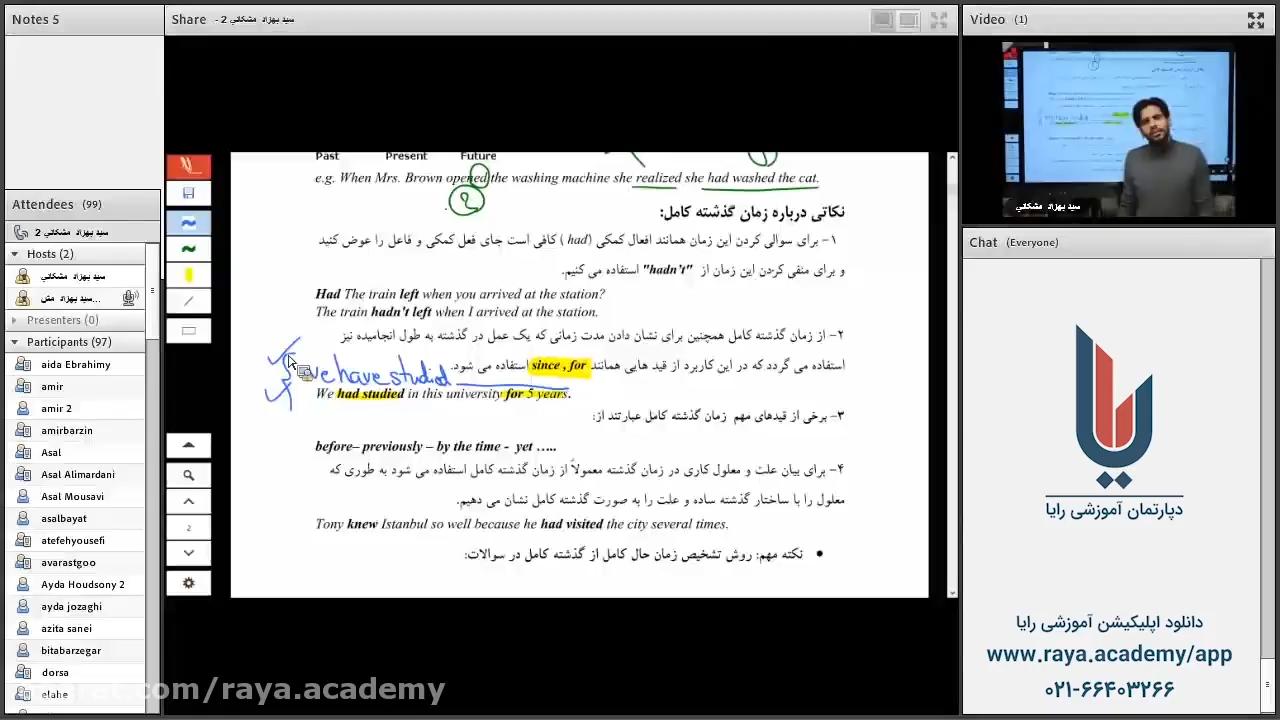 Notes 5
Attendees (99)
سید بهزاد مشکاتی - 2
Hosts (2)
سید بهزاد مشکاتی
سید بهزاد مش...
Presenters (0)
Participants (97)
aida Ebrahimy
amir
amir 2
amirbarzin
Asal
Asal Alimardani
Asal Mousavi
asalbayat
atefehyousefi
avarastgoo
Ayda Houdsony 2
ayda jozaghi
azita sanei
bitabarzegar
dorsa
elahe
Share
سید بهزاد مشکاتی - 2
Past Present Future
e.g. When Mrs. Brown opened the washing machine she realized she had washed the cat.
2
نکاتی درباره زمان گذشته کامل:
۱- برای سوالی کردن این زمان همانند افعال کمکی (had) کافی است جای فعل کمکی و فاعل را عوض کنید
و برای منفی کردن این زمان از "hadn't" استفاده می کنیم.
Had The train left when you arrived at the station?
The train hadn't left when I arrived at the station.
۲- از زمان گذشته کامل همچنین برای نشان دادن مدت زمانی که یک عمل در گذشته به طول انجامیده نیز
استفاده می گردد که در این کاربرد از قید هایی همانند since , for استفاده می شود.
we have studied
We had studied in this university for 5 years.
۳- برخی از قیدهای مهم زمان گذشته کامل عبارتند از:
before– previously – by the time - yet …..
۴- برای بیان علت و معلول کاری در زمان گذشته معمولاً از زمان گذشته کامل استفاده می شود به طوری که
معلول را با ساختار گذشته ساده و علت را به صورت گذشته کامل نشان می دهیم.
Tony knew Istanbul so well because he had visited the city several times.
• نکته مهم: روش تشخیص زمان حال کامل از گذشته کامل در سوالات:
2
Video (1)
سید بهزاد مشکاتی
Chat (Everyone)
دپارتمان آموزشی رایا
دانلود اپلیکیشن آموزشی رایا
www.raya.academy/app
۰۲۱-۶۶۴۰۳۲۶۶
.com/raya.academy